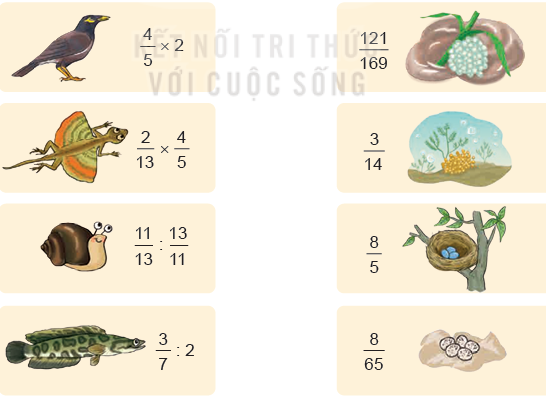 KẾT NỐI TRI THỨC
VỚI CUỘC SỐNG
4/5 × 2
121/169
2/13 × 4/5
3/14
11/13 : 13/11
8/5
3/7 : 2
8/65